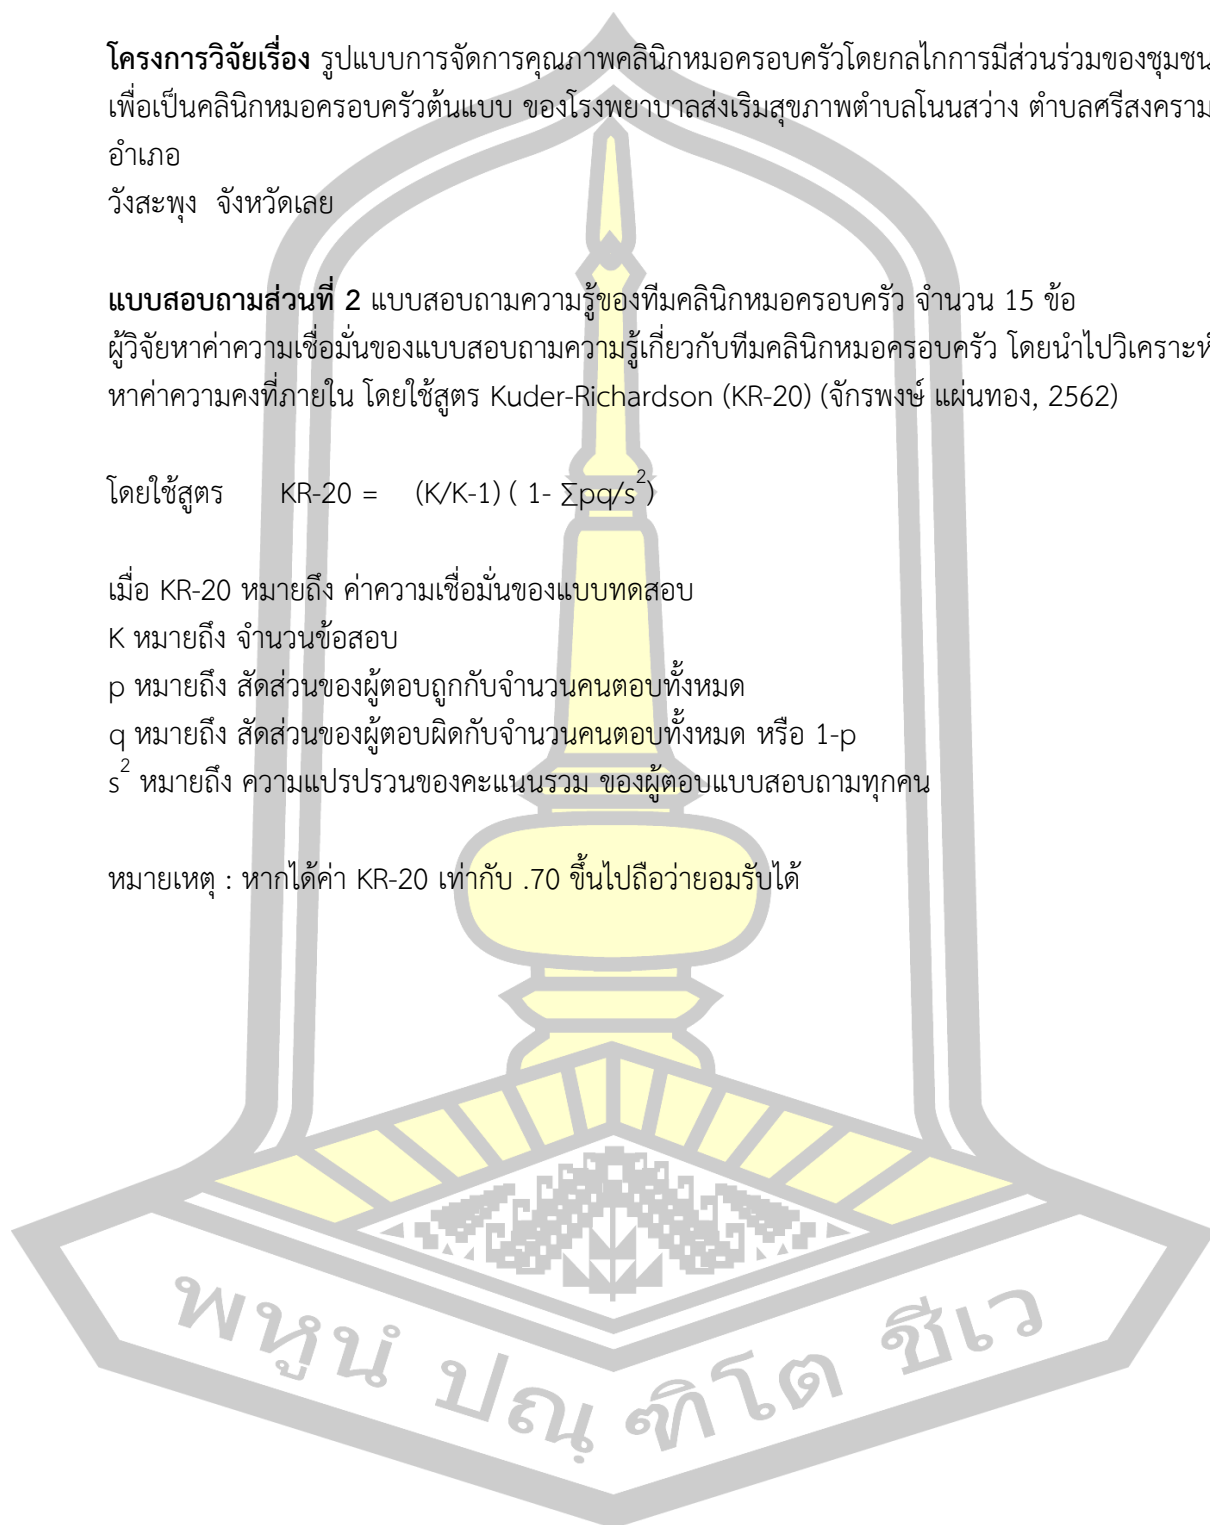 โครงการวิจัยเรื่อง รูปแบบการจัดการคุณภาพคลินิกหมอครอบครัวโดยกลไกการมีส่วนร่วมของชุมชน
เพื่อเป็นคลินิกหมอครอบครัวต้นแบบ ของโรงพยาบาลส่งเริมสุขภาพตำบลโนนสว่าง ตำบลศรีสงคราม
อำเภอ
วังสะพุง จังหวัดเลย
แบบสอบถามส่วนที่ 2 แบบสอบถามความรู้ของทีมคลินิกหมอครอบครัว จำนวน 15 ข้อ
ผู้วิจัยหาค่าความเชื่อมั่นของแบบสอบถามความรู้เกี่ยวกับทีมคลินิกหมอครอบครัว โดยนำไปวิเคราะห์
หาค่าความคงที่ภายใน โดยใช้สูตร Kuder-Richardson (KR-20) (จักรพงษ์ แผ่นทอง, 2562)
โดยใช้สูตร KR-20 = (K/K-1) ( 1- ∑pq/s²)
เมื่อ KR-20 หมายถึง ค่าความเชื่อมั่นของแบบทดสอบ
K หมายถึง จำนวนข้อสอบ
p หมายถึง สัดส่วนของผู้ตอบถูกกับจำนวนคนตอบทั้งหมด
q หมายถึง สัดส่วนของผู้ตอบผิดกับจำนวนคนตอบทั้งหมด หรือ 1-p
s² หมายถึง ความแปรปรวนของคะแนนรวม ของผู้ตอบแบบสอบถามทุกคน
หมายเหตุ : หากได้ค่า KR-20 เท่ากับ .70 ขึ้นไปถือว่ายอมรับได้
พหูนํ ปณฺฑิโต ชีเว